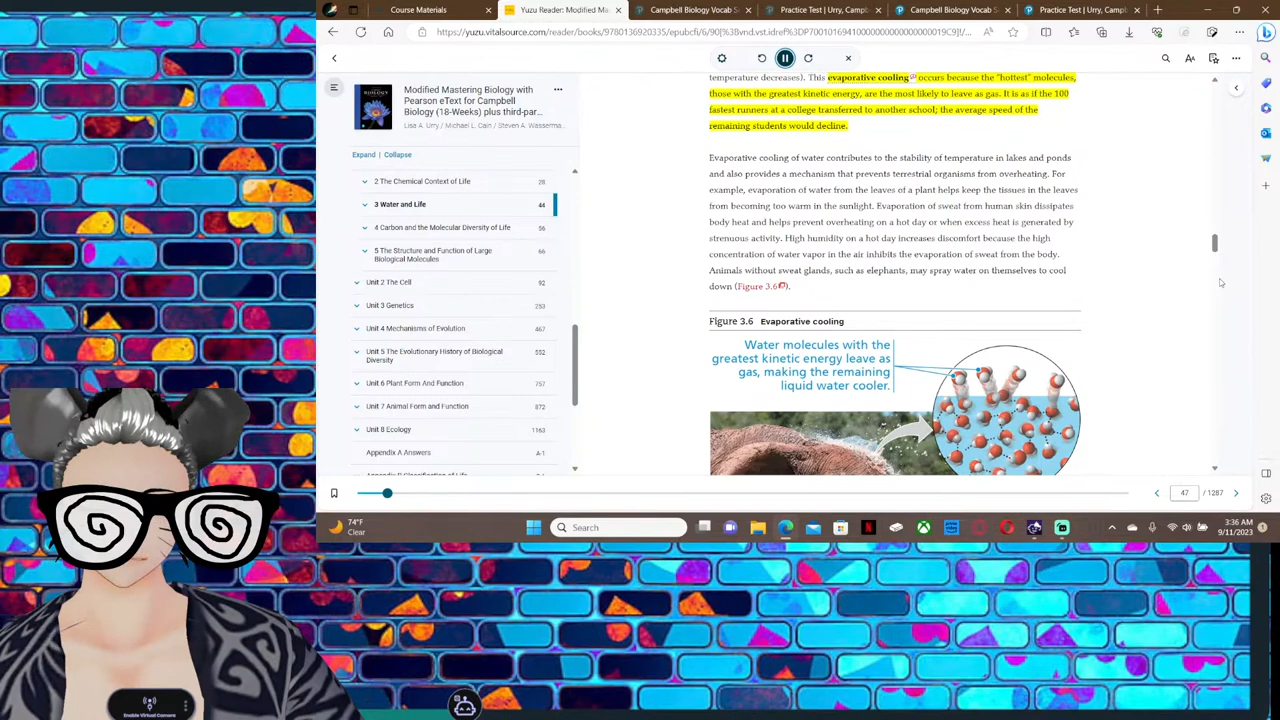 Course Materials
Yuzu Reader: Modified Ma
Campbell Biology Vocab Se
Practice Test | Urry, Campb
Campbell Biology Vocab S
Practice Test | Urry, Campb
https://yuzu.vitalsource.com/reader/books/9780136920335/epubcfi/6/90[%3Bvnd.vst.idref%3DP7001016941000000000000000019C9]!/...
Modified Mastering Biology with
Pearson eText for Campbell
Biology (18-Weeks) plus third-par...
Lisa A. Urry / Michael L. Cain / Steven A. Wasserma...
Expand | Collapse
2 The Chemical Context of Life 28
3 Water and Life 44
4 Carbon and the Molecular Diversity of Life 56
5 The Structure and Function of Large
Biological Molecules 66
Unit 2 The Cell 92
Unit 3 Genetics 253
Unit 4 Mechanisms of Evolution 467
Unit 5 The Evolutionary History of Biological
Diversity 552
Unit 6 Plant Form And Function 757
Unit 7 Animal Form and Function 872
Unit 8 Ecology 1163
Appendix A Answers A-1
temperature decreases). This evaporative cooling occurs because the "hottest" molecules,
those with the greatest kinetic energy, are the most likely to leave as gas. It is as if the 100
fastest runners at a college transferred to another school; the average speed of the
remaining students would decline.
Evaporative cooling of water contributes to the stability of temperature in lakes and ponds
and also provides a mechanism that prevents terrestrial organisms from overheating. For
example, evaporation of water from the leaves of a plant helps keep the tissues in the leaves
from becoming too warm in the sunlight. Evaporation of sweat from human skin dissipates
body heat and helps prevent overheating on a hot day or when excess heat is generated by
strenuous activity. High humidity on a hot day increases discomfort because the high
concentration of water vapor in the air inhibits the evaporation of sweat from the body.
Animals without sweat glands, such as elephants, may spray water on themselves to cool
down (Figure 3.6).
Figure 3.6 Evaporative cooling
Water molecules with the
greatest kinetic energy leave as
gas, making the remaining
liquid water cooler.
47 / 1287
74°F
Clear
Search
3:36 AM
9/11/2023
Enable Virtual Camera